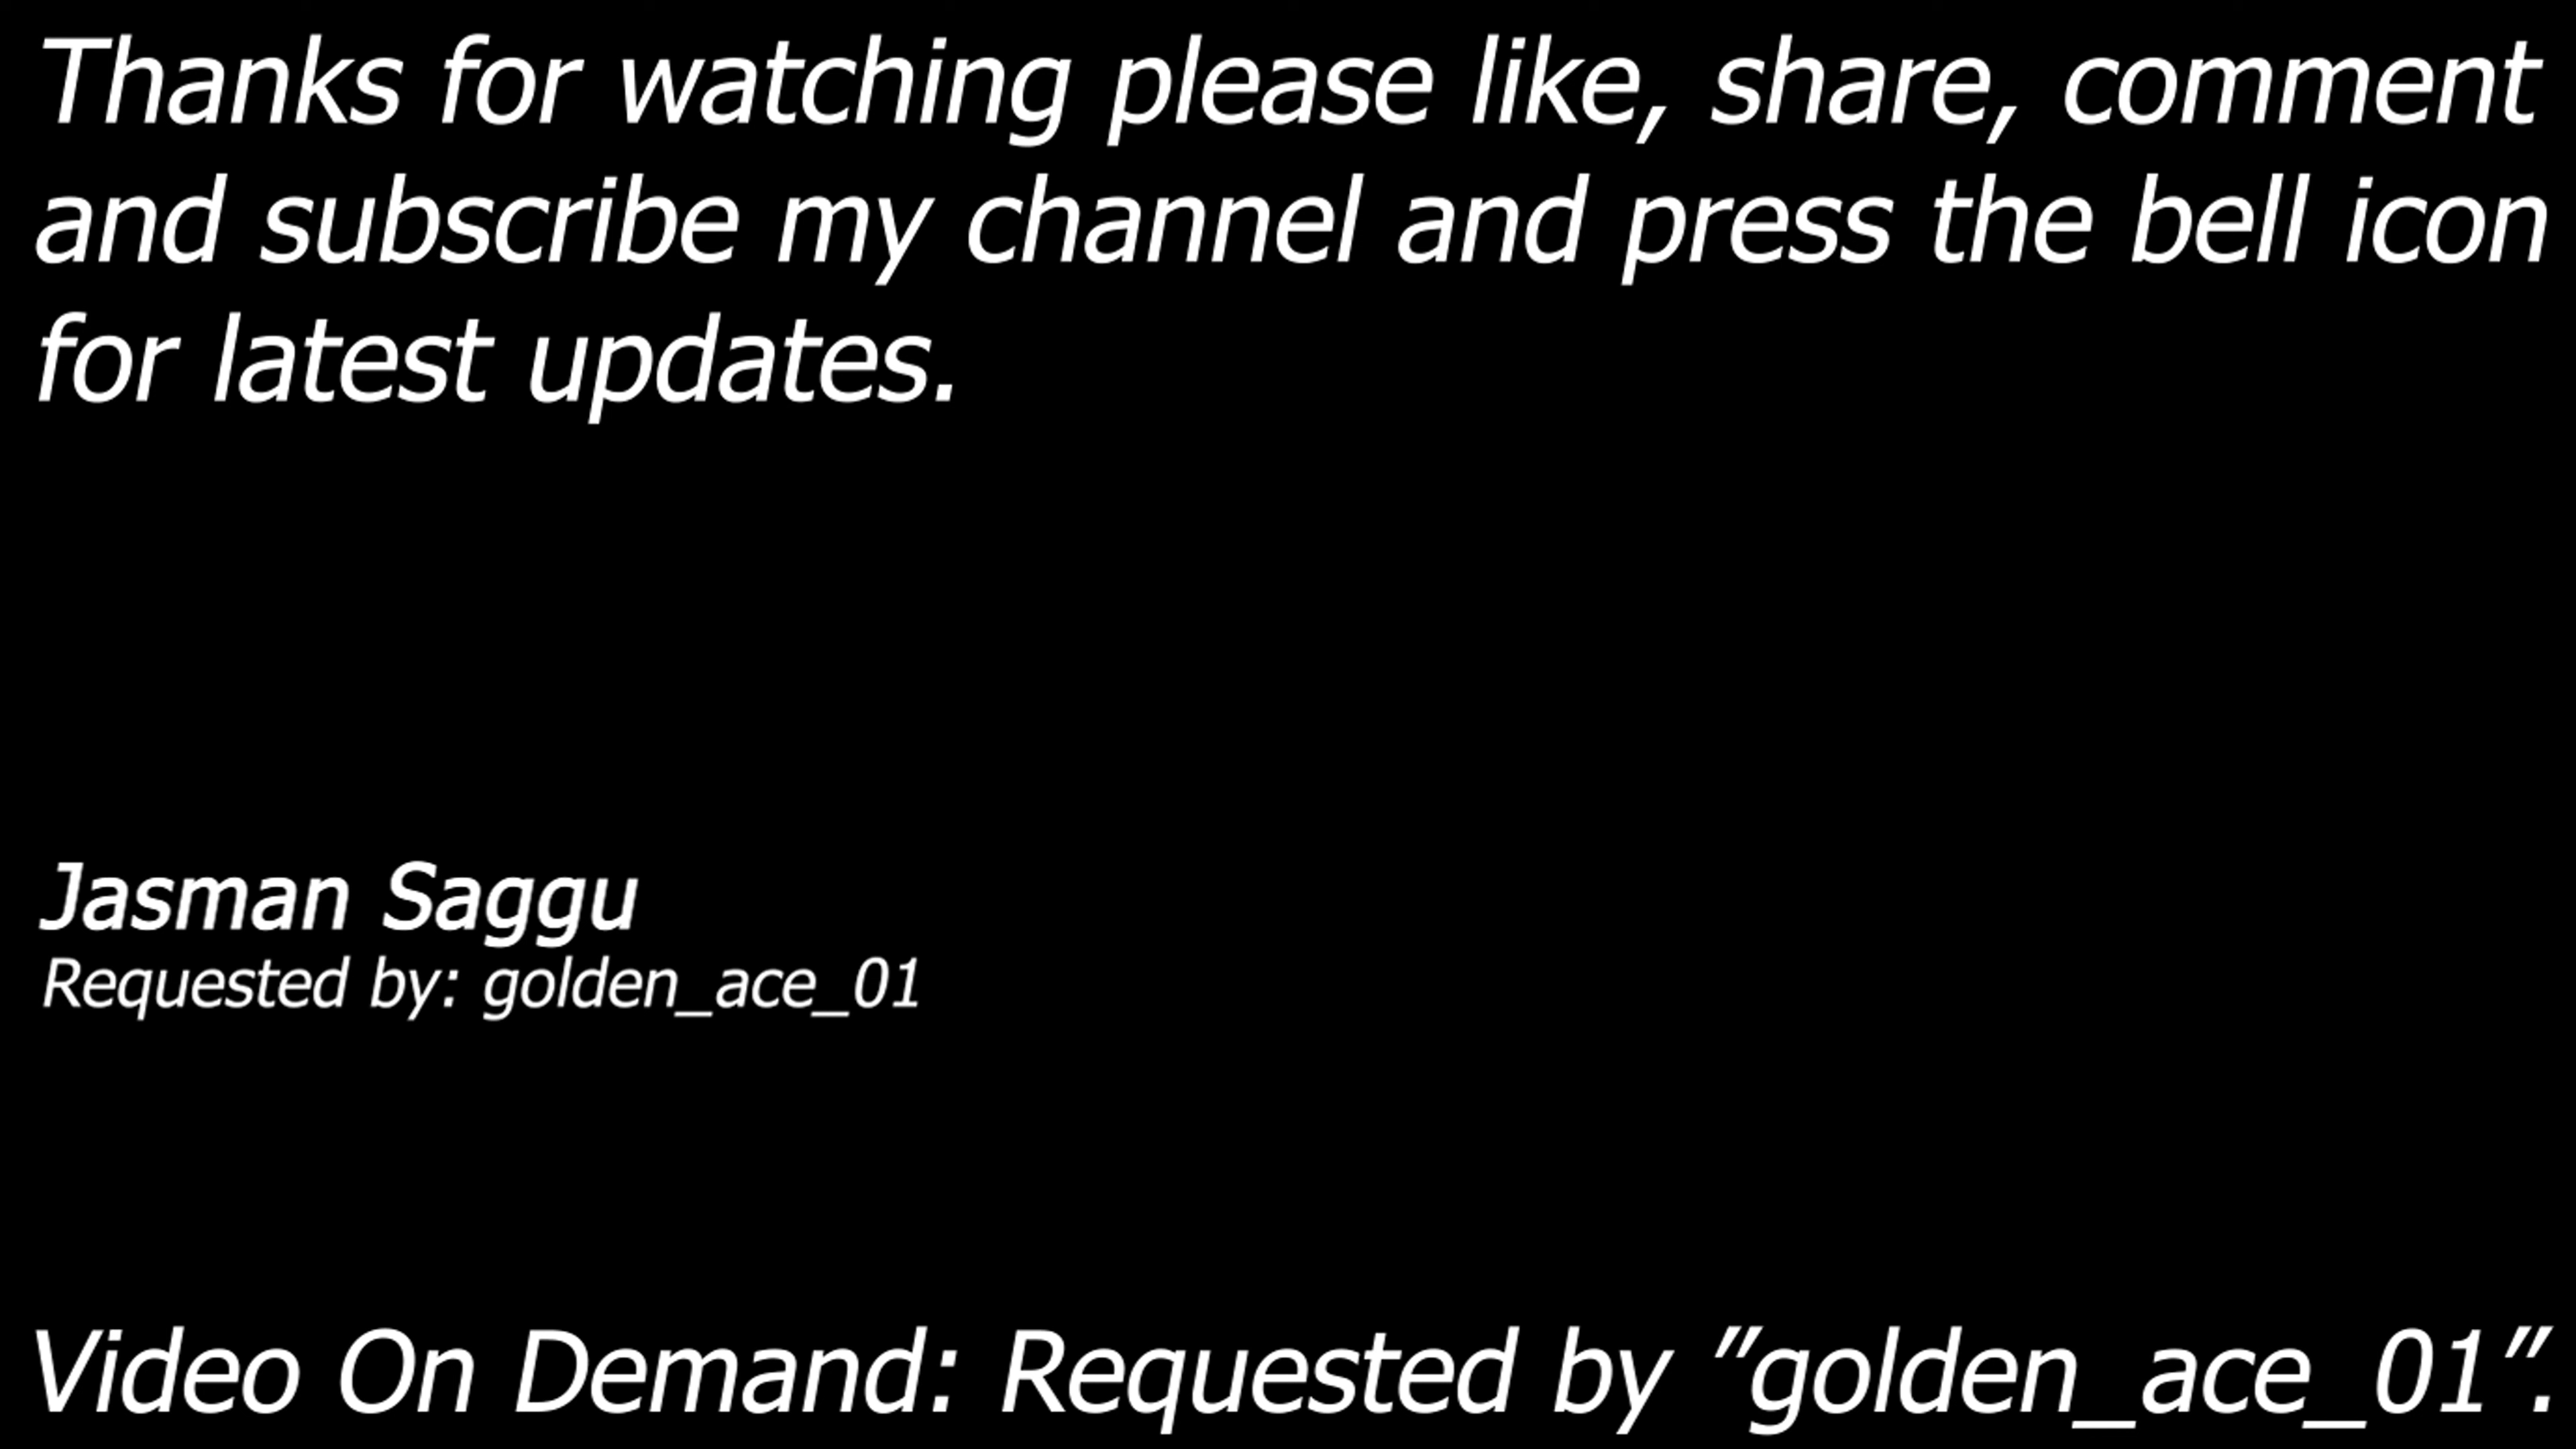 Thanks for watching please like, share, comment
and subscribe my channel and press the bell icon
for latest updates.
Jasman Saggu
Requested by: golden_ace_01
Video On Demand: Requested by "golden_ace_01".